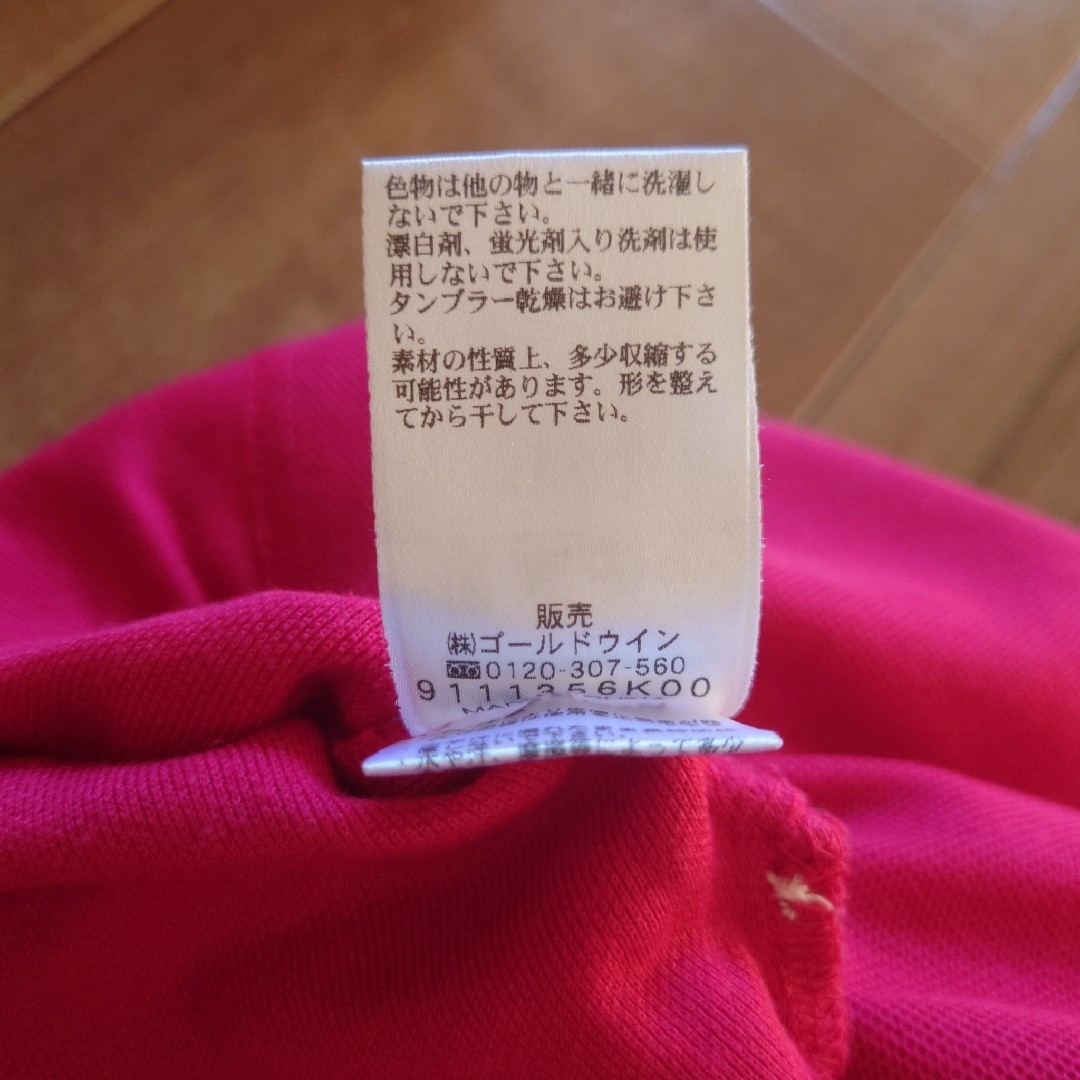 色物は他の物と一緒に洗濯し
ないで下さい。
漂白剤、蛍光剤入り洗剤は使
用しないで下さい。
タンブラー乾燥はお避け下さ
い。
素材の性質上、多少収縮する
可能性があります。形を整え
てから干して下さい。
販売
㈱ゴールドウイン
0120-307-560
9111356K00